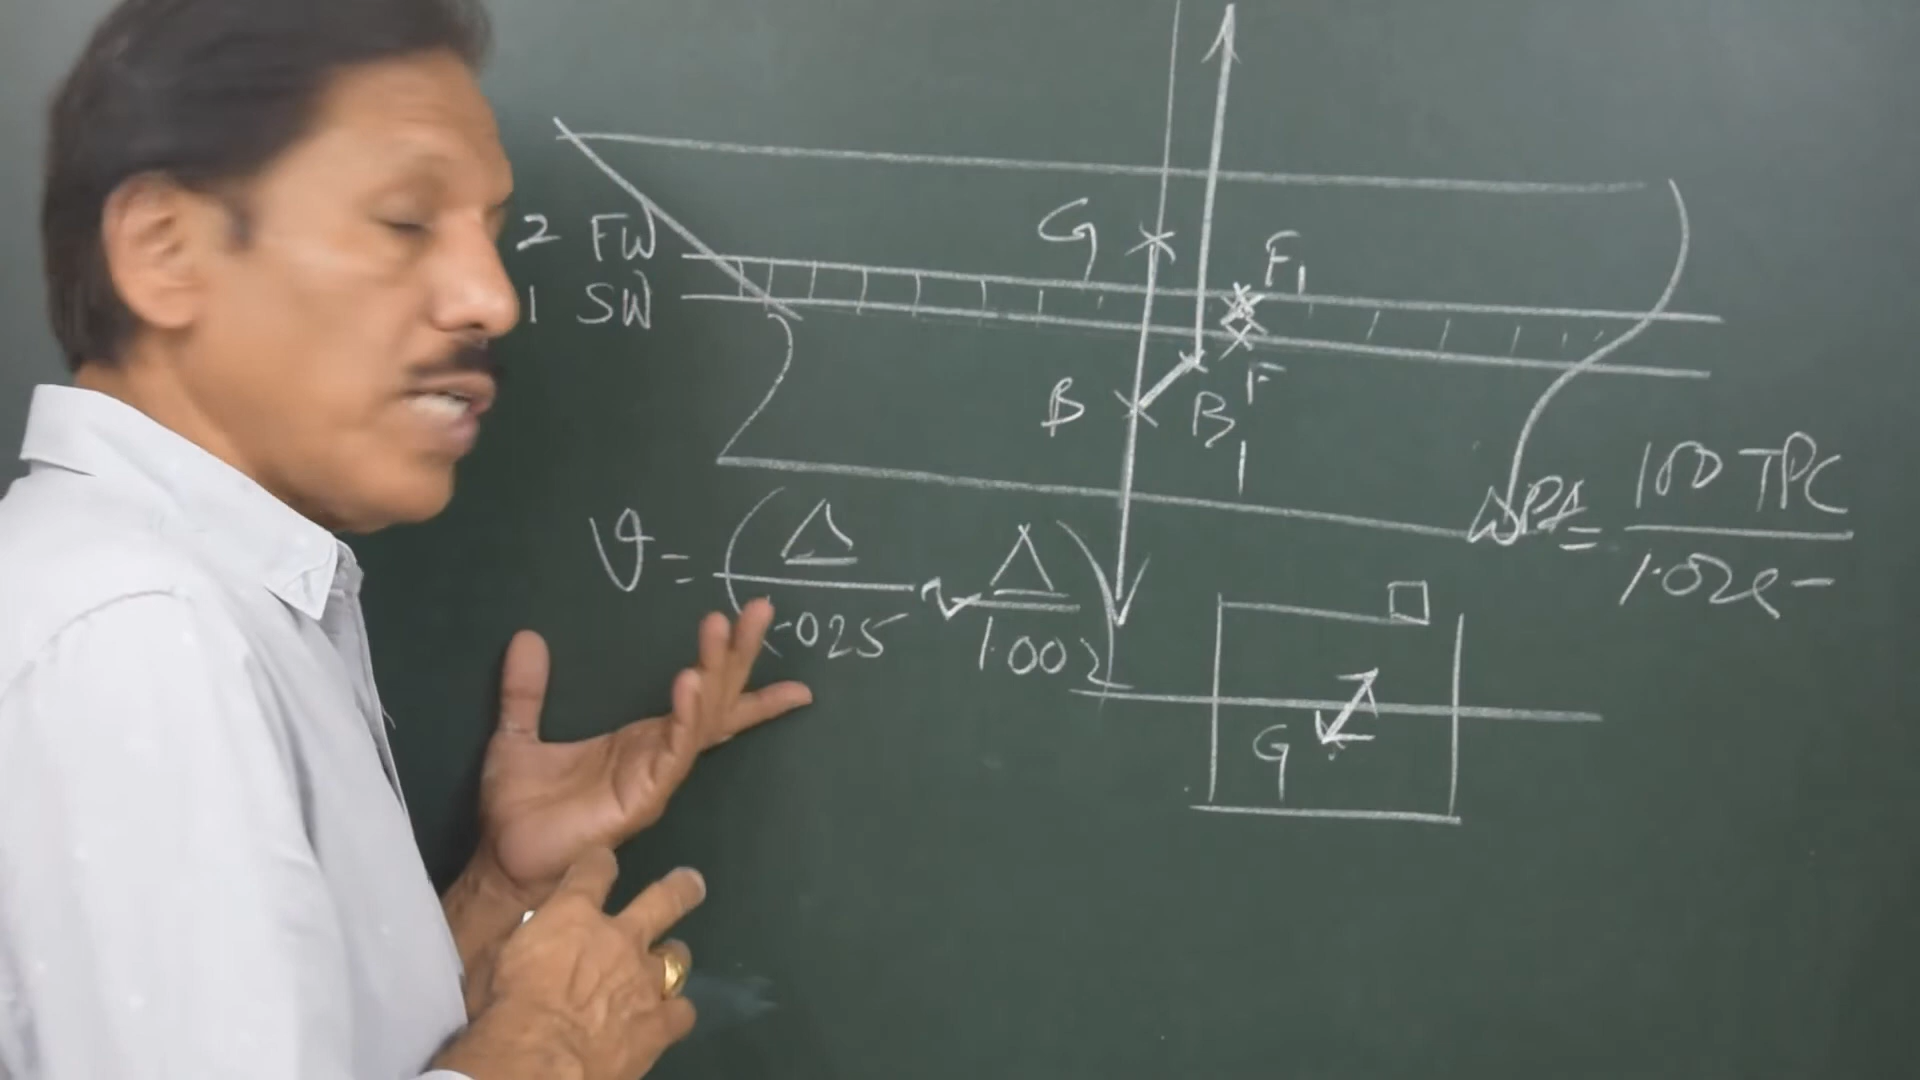 G
F₁
2 FW
1 SW
F
B
B₁
WPA = 100 TPC / 1.025
V = (Δ / 1.025 ~ Δ / 1.002)
G